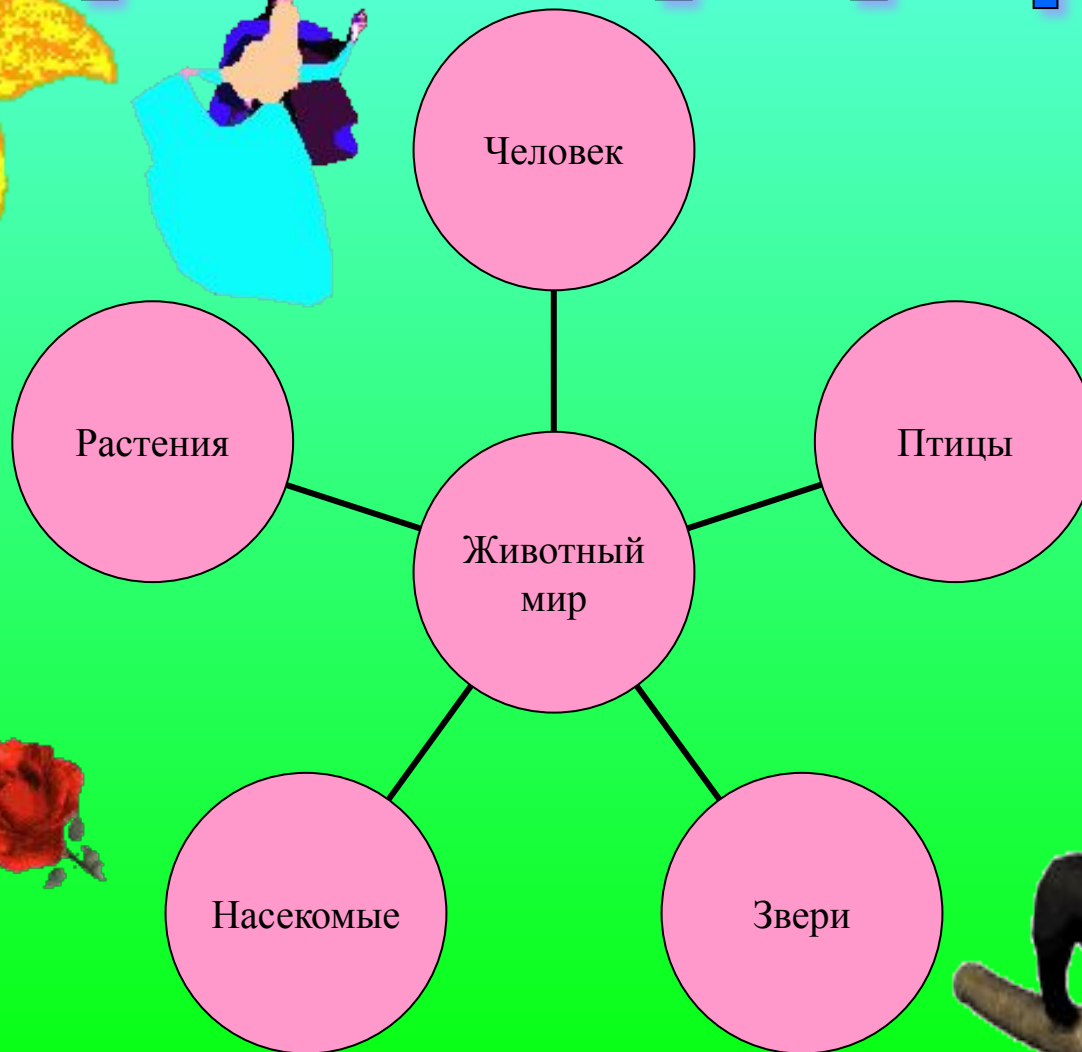 Человек
Растения
Птицы
Животный
мир
Насекомые
Звери